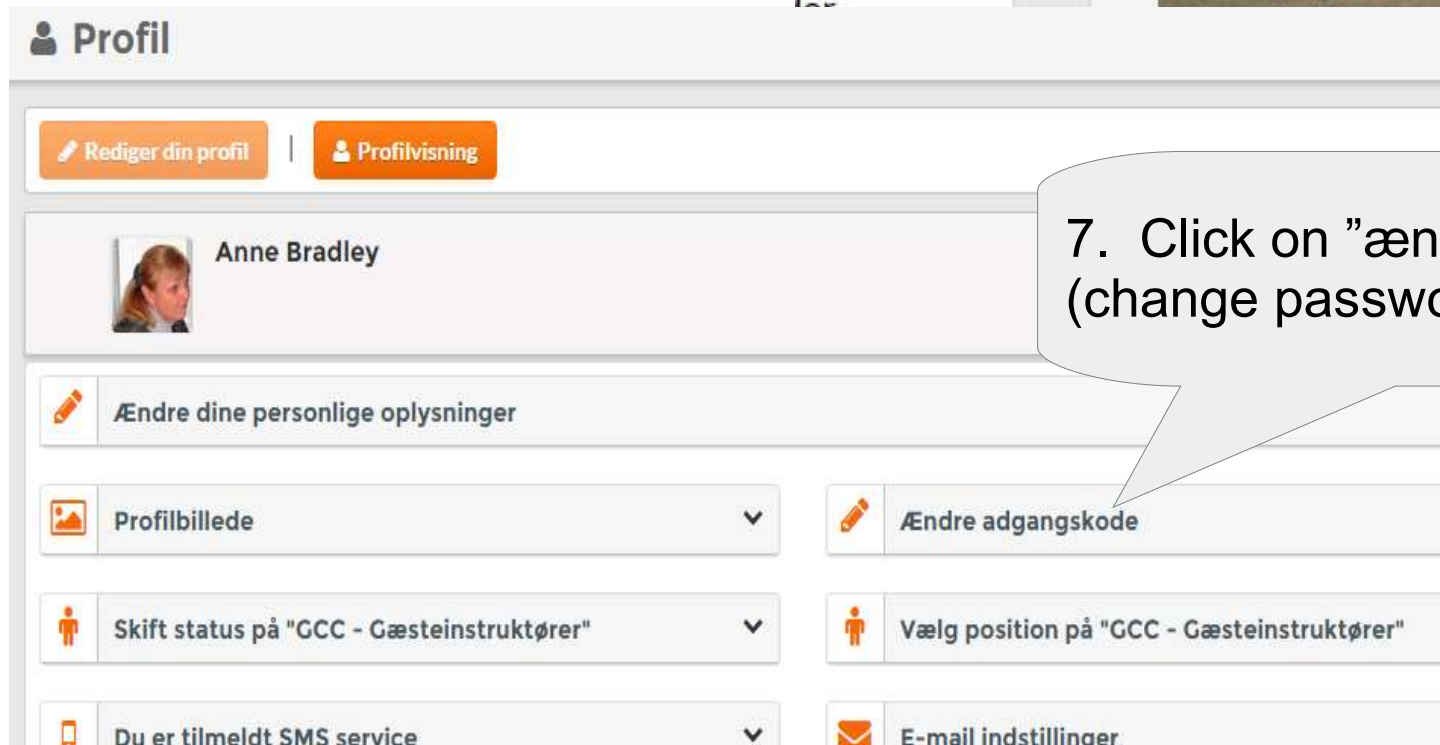 Profil
Rediger din profil | Profilvisning
Anne Bradley
7. Click on ”æn
(change passwo
Ændre dine personlige oplysninger
Profilbillede
Ændre adgangskode
Skift status på "GCC - Gæsteinstruktører"
Vælg position på "GCC - Gæsteinstruktører"
Du er tilmeldt SMS service
E-mail indstillinger